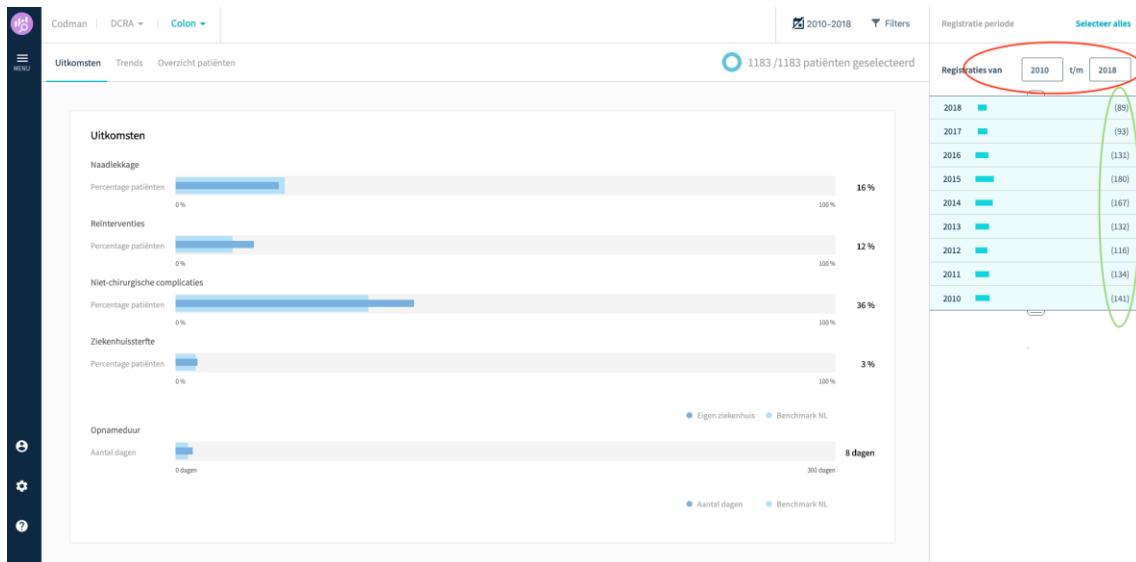 Codman DCRA Colon 2010-2018 Filters
Registratie periode Selecteer alles
MENU
Uitkomsten Trends Overzicht patiënten 1183 /1183 patiënten geselecteerd
Registraties van 2010 t/m 2018
2018 (89)
2017 (93)
2016 (131)
2015 (180)
2014 (167)
2013 (132)
2012 (116)
2011 (134)
2010 (141)
Uitkomsten
Naadlekkage
Percentage patiënten 16 %
0 % 100 %
Reïnterventies
Percentage patiënten 12 %
0 % 100 %
Niet-chirurgische complicaties
Percentage patiënten 36 %
0 % 100 %
Ziekenhuissterfte
Percentage patiënten 3 %
0 % 100 %
Eigen ziekenhuis Benchmark NL
Opnameduur
Aantal dagen 8 dagen
0 dagen 300 dagen
Aantal dagen Benchmark NL